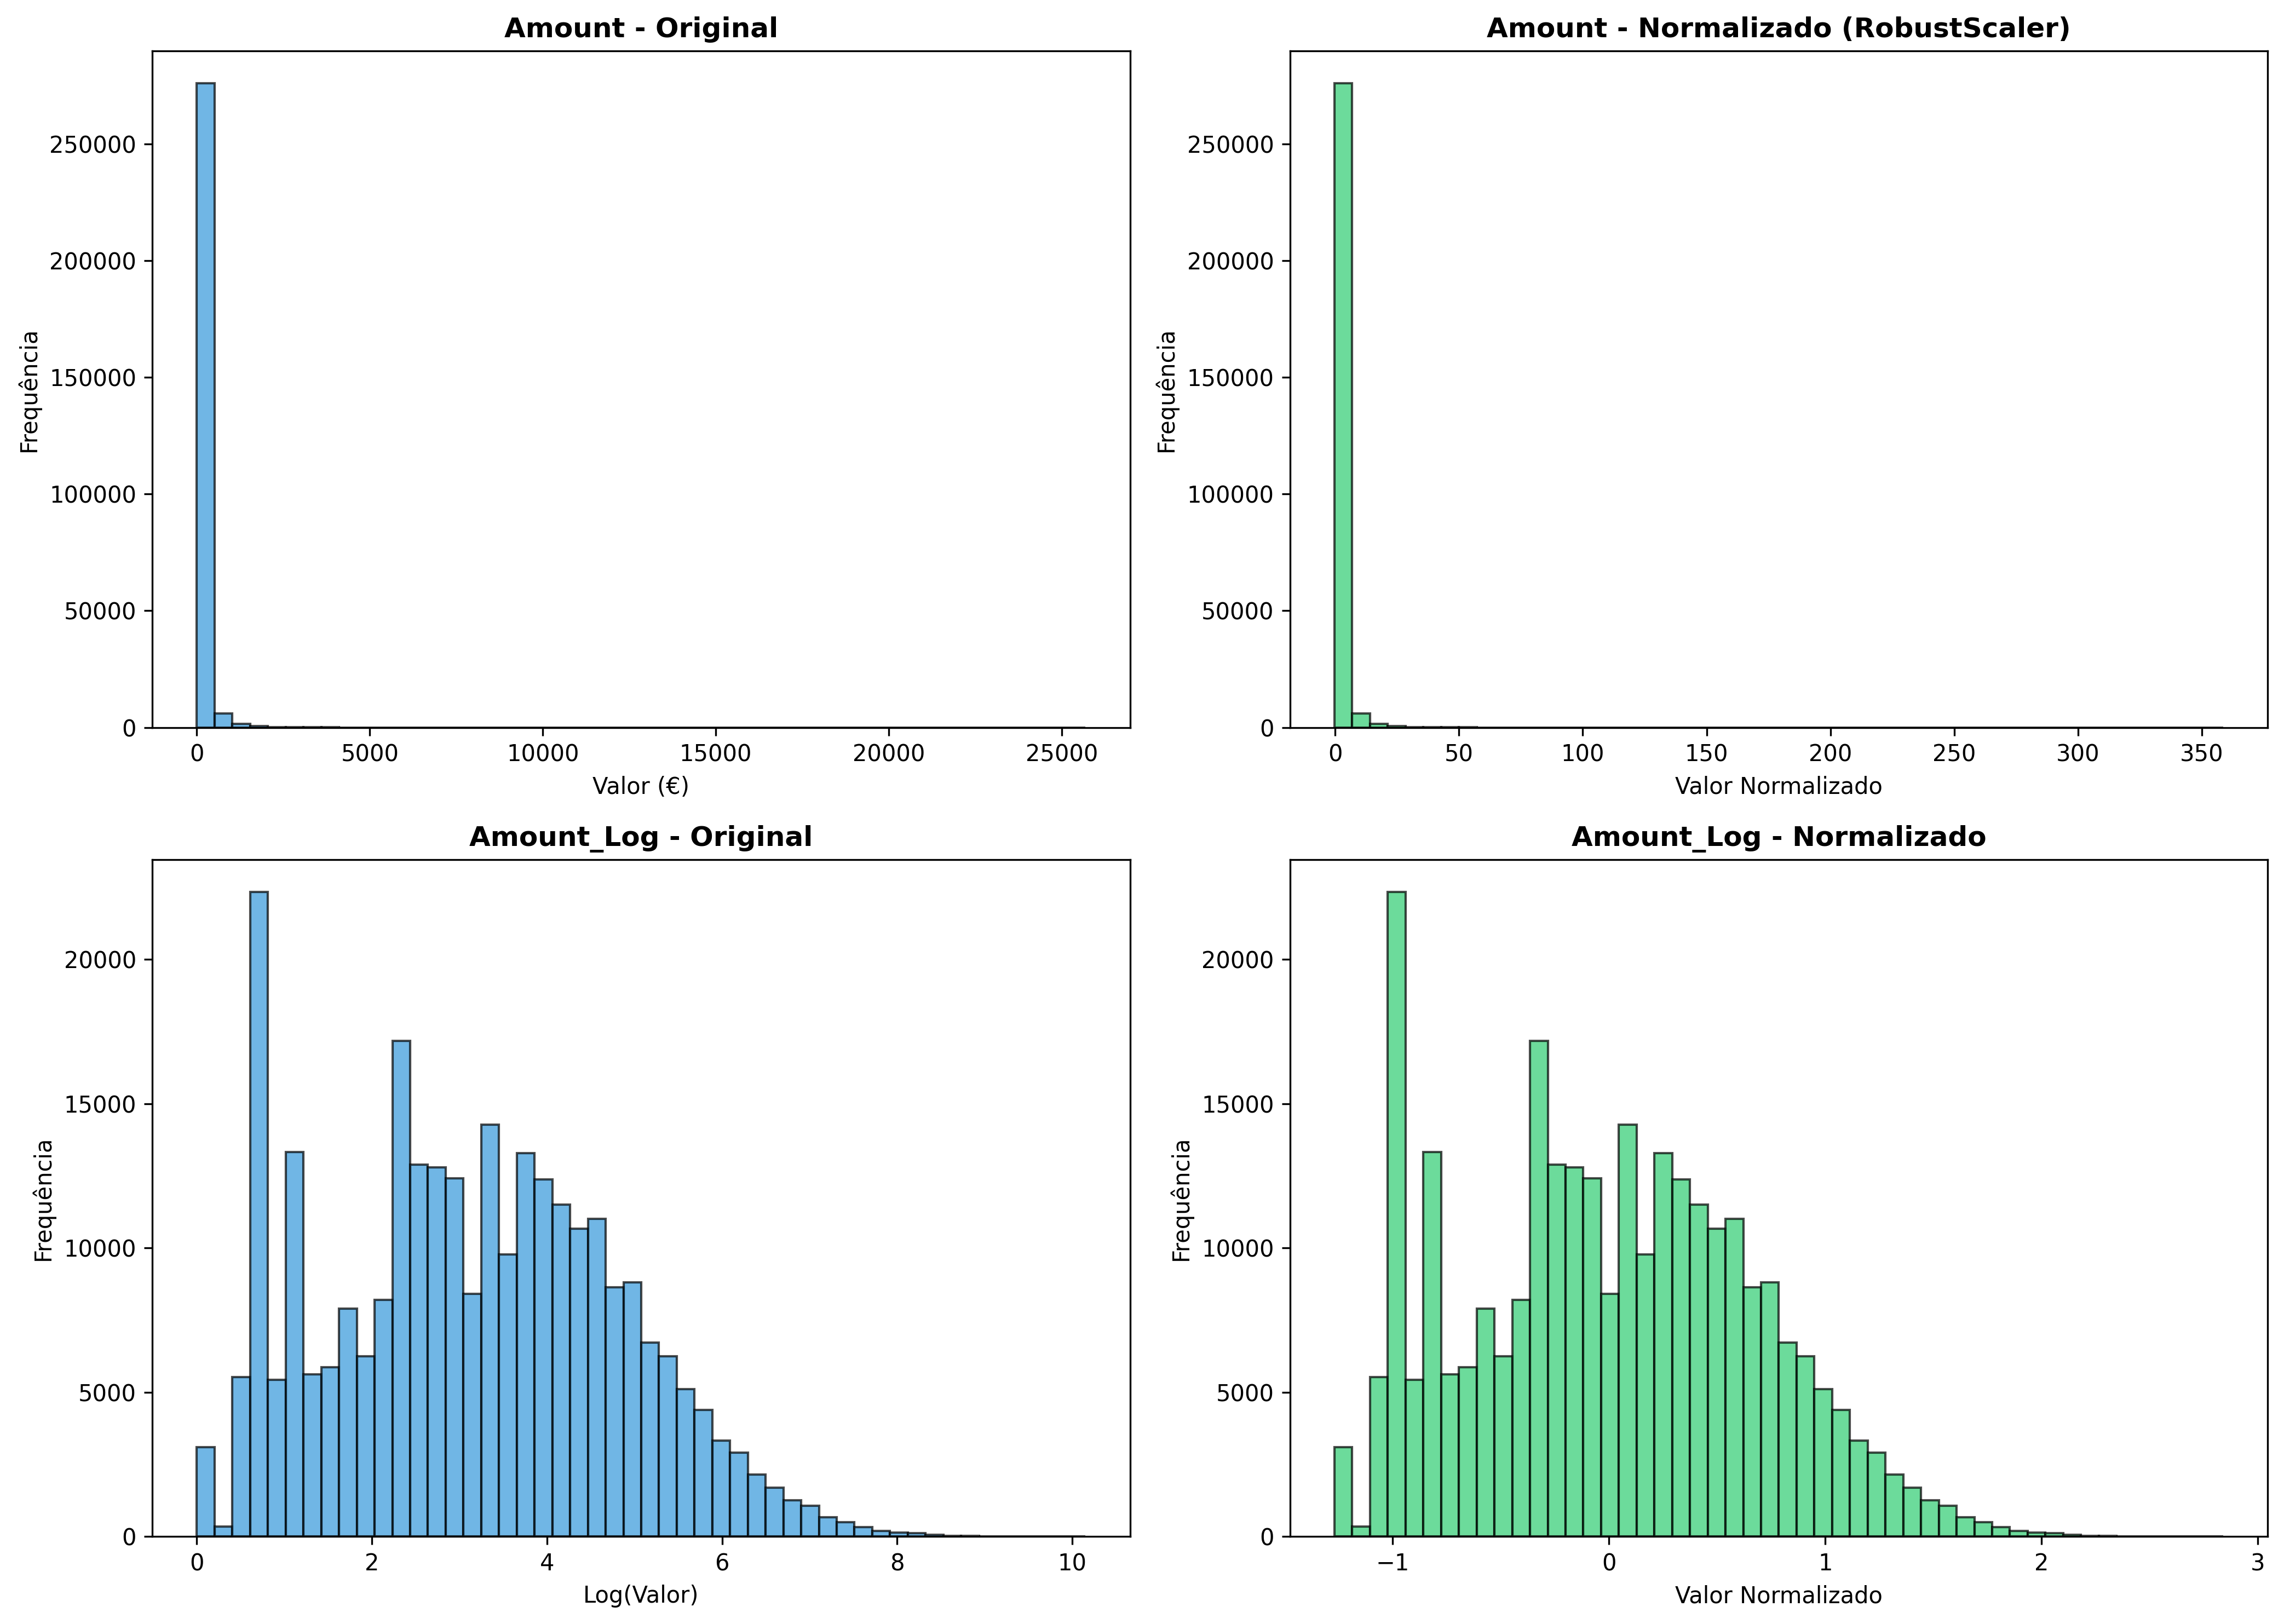 Amount - Original
Frequência
250000
200000
150000
100000
50000
0
0 5000 10000 15000 20000 25000
Valor (€)
Amount - Normalizado (RobustScaler)
Frequência
250000
200000
150000
100000
50000
0
0 50 100 150 200 250 300 350
Valor Normalizado
Amount_Log - Original
Frequência
20000
15000
10000
5000
0
0 2 4 6 8 10
Log(Valor)
Amount_Log - Normalizado
Frequência
20000
15000
10000
5000
0
−1 0 1 2 3
Valor Normalizado